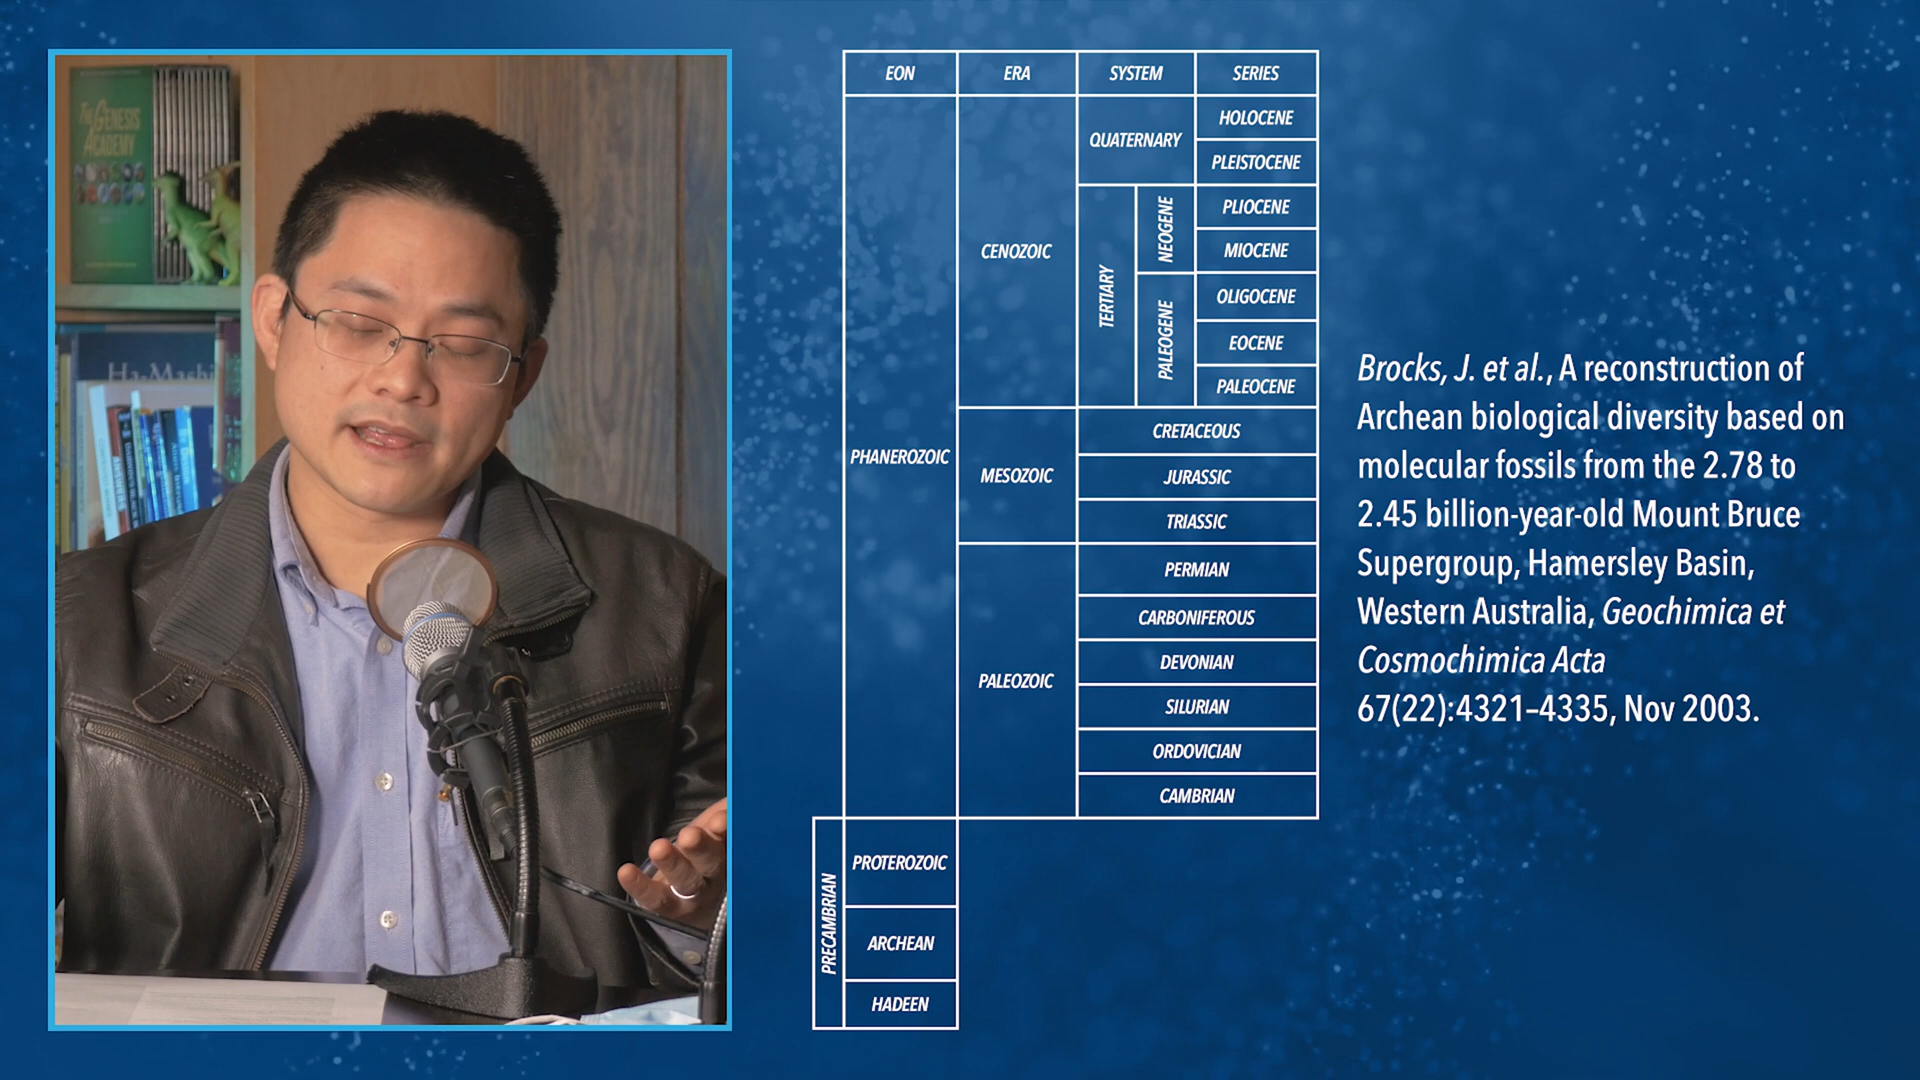 THE GENESIS
ACADEMY
Ha-Mashi
EON
ERA
SYSTEM
SERIES
PHANEROZOIC
CENOZOIC
QUATERNARY
HOLOCENE
PLEISTOCENE
TERTIARY
NEOGENE
PLIOCENE
MIOCENE
PALEOGENE
OLIGOCENE
EOCENE
PALEOCENE
MESOZOIC
CRETACEOUS
JURASSIC
TRIASSIC
PALEOZOIC
PERMIAN
CARBONIFEROUS
DEVONIAN
SILURIAN
ORDOVICIAN
CAMBRIAN
PRECAMBRIAN
PROTEROZOIC
ARCHEAN
HADEEN
Brocks, J. et al., A reconstruction of
Archean biological diversity based on
molecular fossils from the 2.78 to
2.45 billion-year-old Mount Bruce
Supergroup, Hamersley Basin,
Western Australia, Geochimica et
Cosmochimica Acta
67(22):4321–4335, Nov 2003.